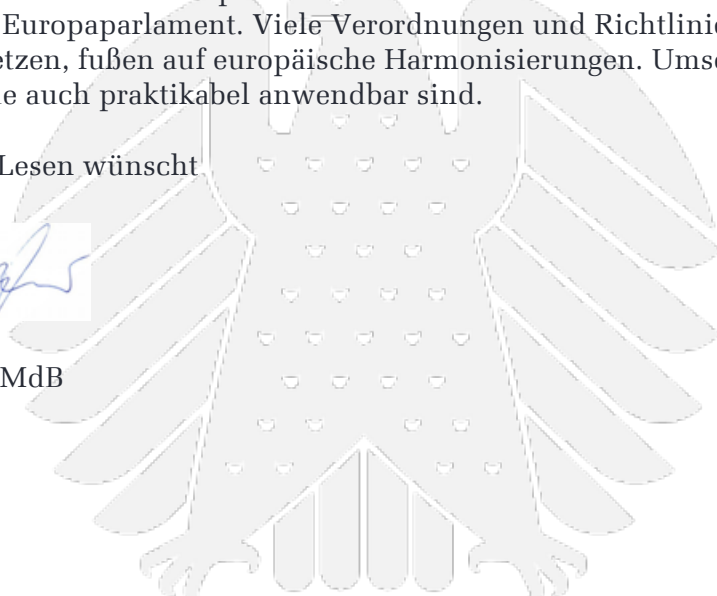 Europaparlament. Viele Verordnungen und Richtlinie
etzen, fußen auf europäische Harmonisierungen. Umse
e auch praktikabel anwendbar sind.
Lesen wünscht
MdB